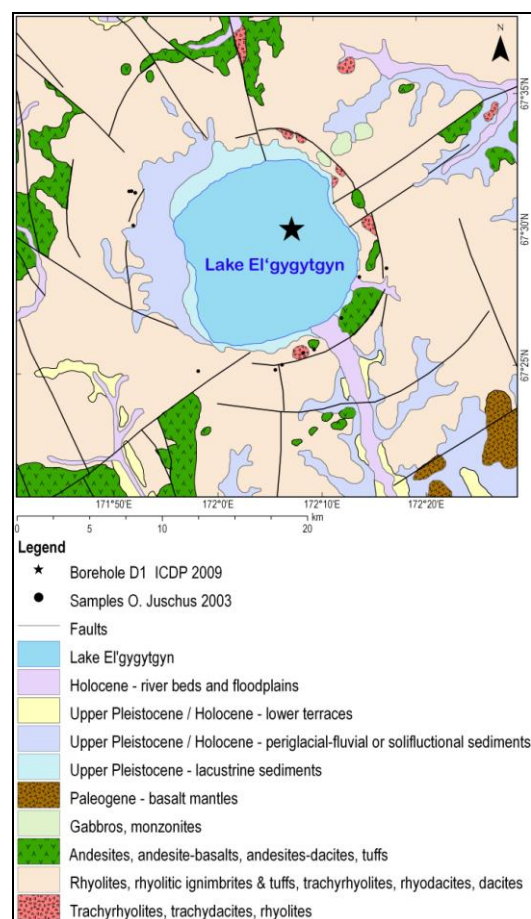 N
67°35'N
67°30'N
Lake El‘gygytgyn
67°25'N
171°50'E 172°0'E 172°10'E 172°20'E
km
0 5 10 20
Legend
Borehole D1 ICDP 2009
Samples O. Juschus 2003
Faults
Lake El'gygytgyn
Holocene - river beds and floodplains
Upper Pleistocene / Holocene - lower terraces
Upper Pleistocene / Holocene - periglacial-fluvial or solifluctional sediments
Upper Pleistocene - lacustrine sediments
Paleogene - basalt mantles
Gabbros, monzonites
Andesites, andesite-basalts, andesites-dacites, tuffs
Rhyolites, rhyolitic ignimbrites & tuffs, trachyrhyolites, rhyodacites, dacites
Trachyrhyolites, trachydacites, rhyolites